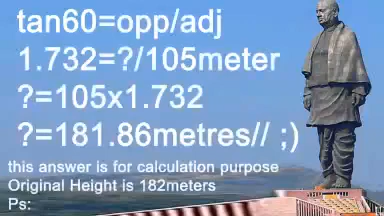 tan60=opp/adj
1.732=?/105meter
?=105x1.732
?=181.86metres// ;)
this answer is for calculation purpose
Original Height is 182meters
Ps: